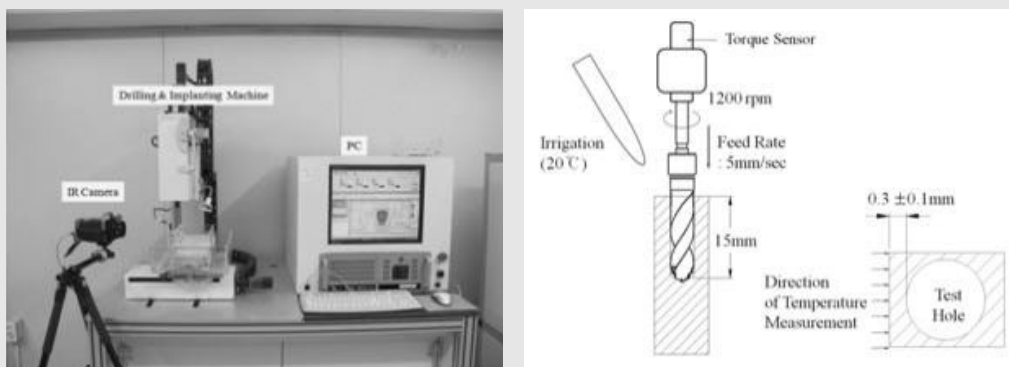 Drilling & Implanting Machine
PC
IR Camera
Torque Sensor
1200 rpm
Irrigation
(20℃)
Feed Rate
: 5mm/sec
15mm
0.3 ±0.1mm
Direction
of Temperature
Measurement
Test
Hole